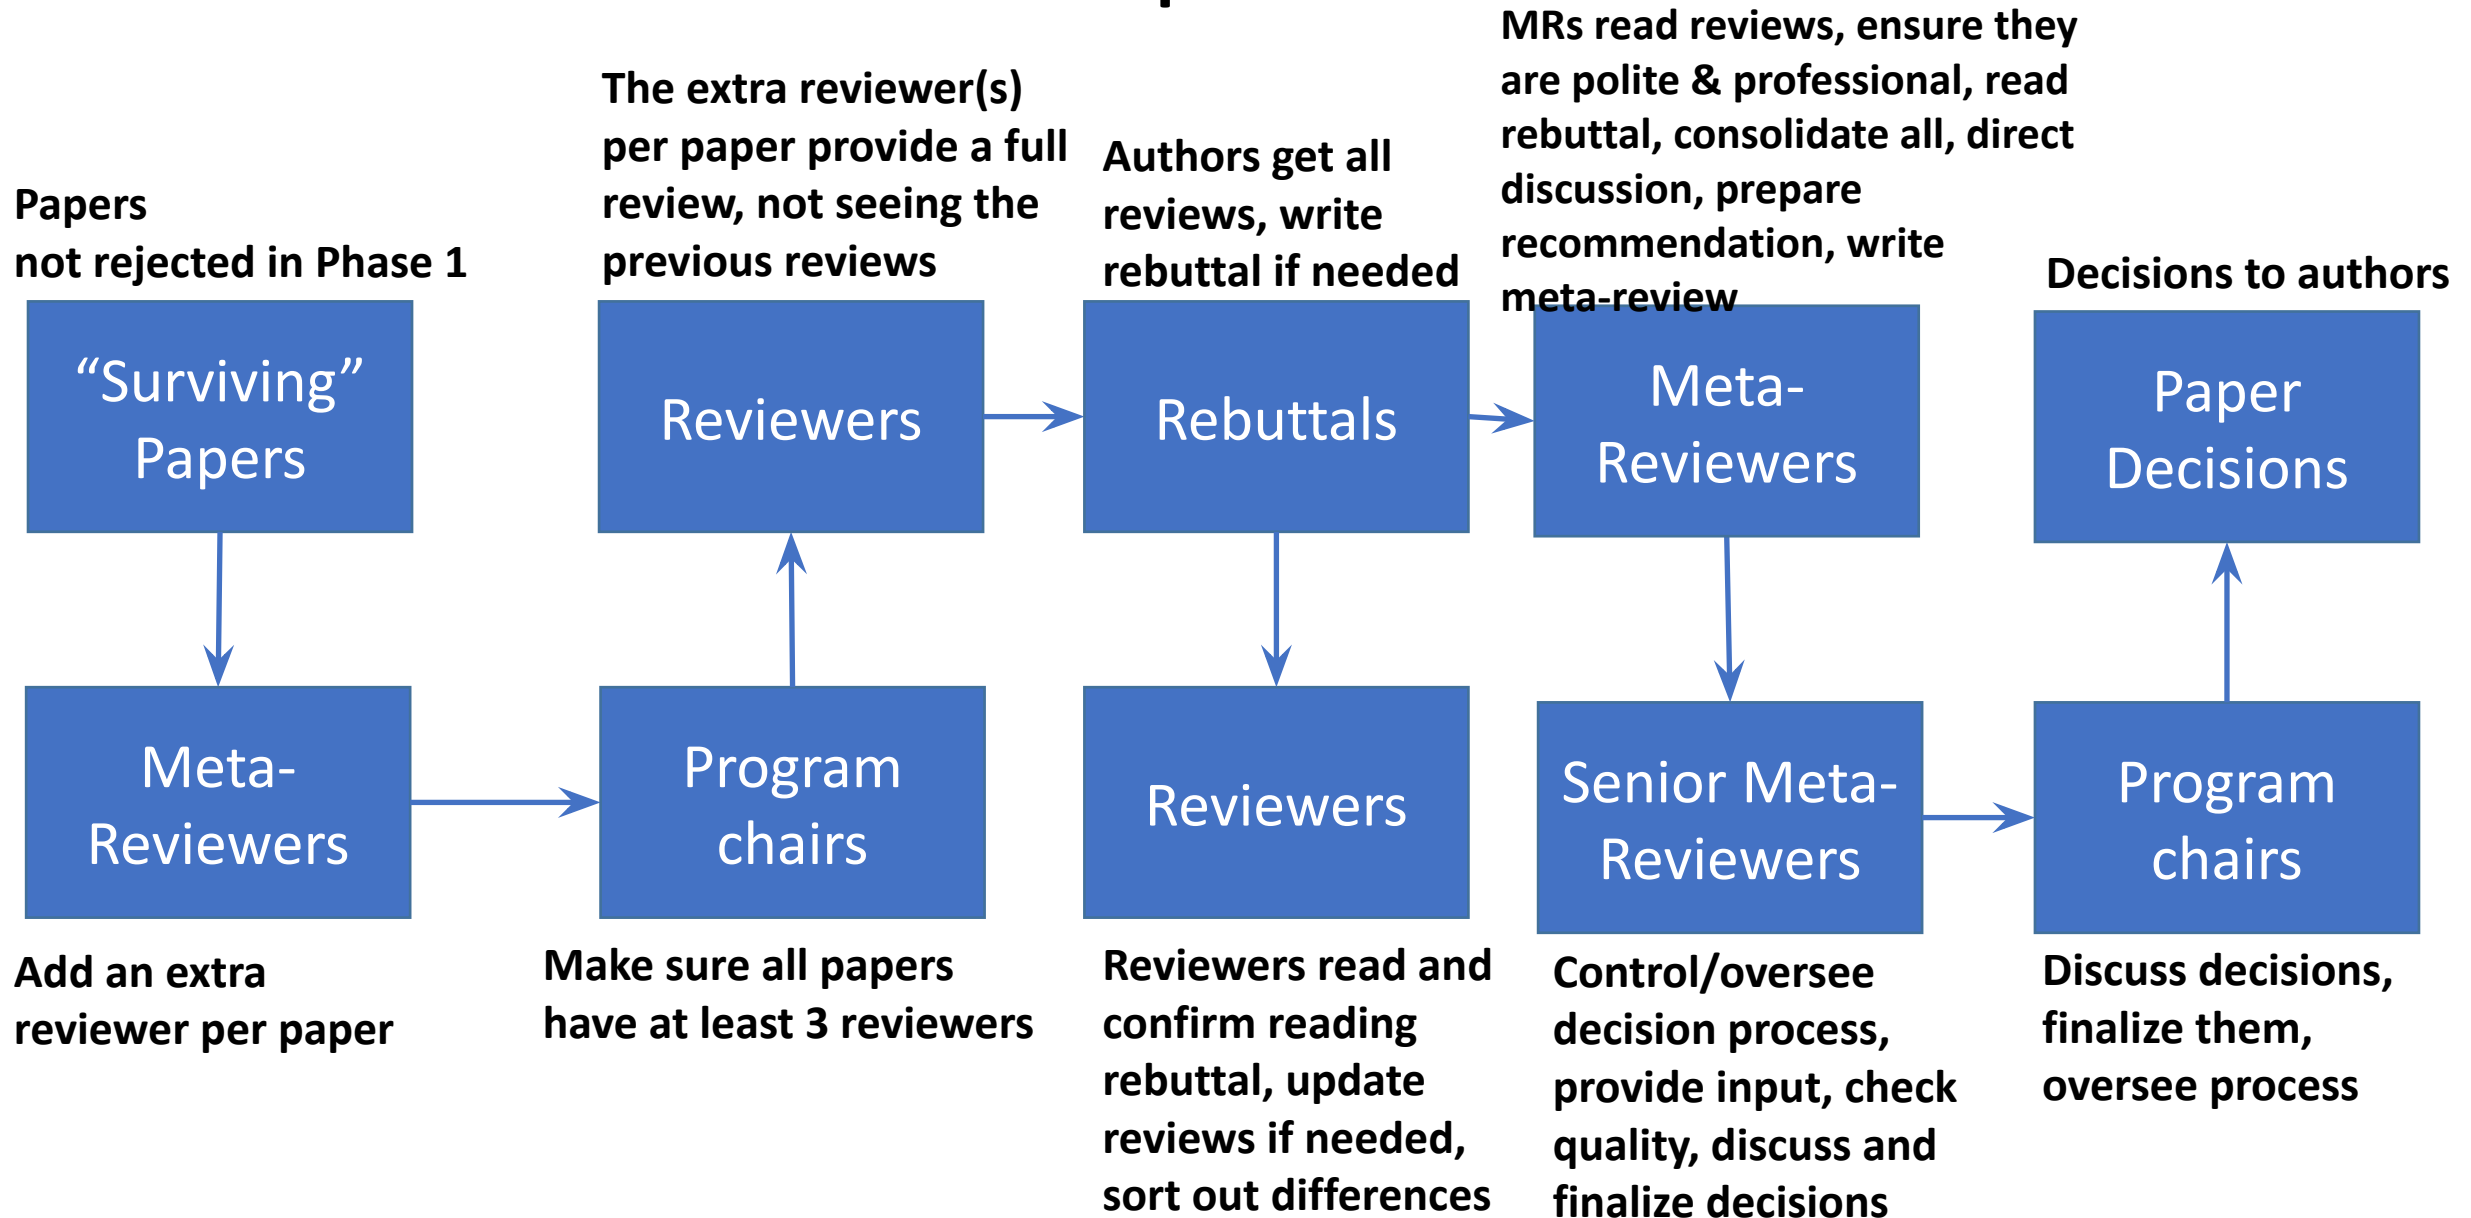 Papers
not rejected in Phase 1
“Surviving”
Papers
Meta-
Reviewers
Add an extra
reviewer per paper
The extra reviewer(s)
per paper provide a full
review, not seeing the
previous reviews
Reviewers
Program
chairs
Make sure all papers
have at least 3 reviewers
Authors get all
reviews, write
rebuttal if needed
Rebuttals
Reviewers
Reviewers read and
confirm reading
rebuttal, update
reviews if needed,
sort out differences
MRs read reviews, ensure they
are polite & professional, read
rebuttal, consolidate all, direct
discussion, prepare
recommendation, write
meta-review
Meta-
Reviewers
Senior Meta-
Reviewers
Control/oversee
decision process,
provide input, check
quality, discuss and
finalize decisions
Decisions to authors
Paper
Decisions
Program
chairs
Discuss decisions,
finalize them,
oversee process